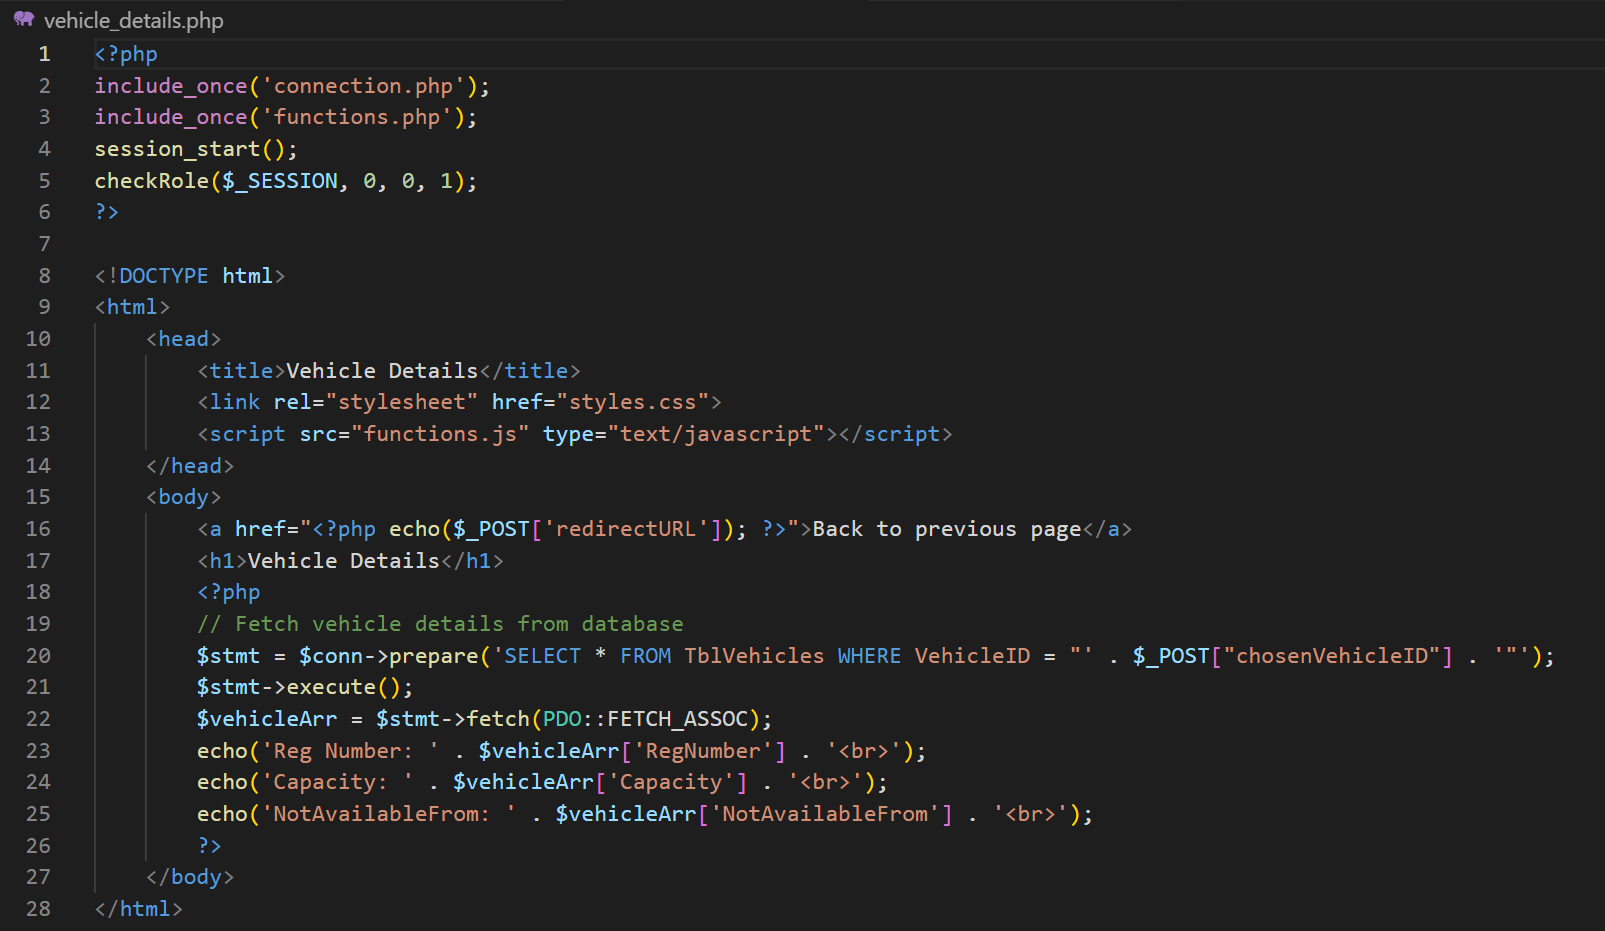 vehicle_details.php
1 <?php
2 include_once('connection.php');
3 include_once('functions.php');
4 session_start();
5 checkRole($_SESSION, 0, 0, 1);
6 ?>
7
8 <!DOCTYPE html>
9 <html>
10     <head>
11         <title>Vehicle Details</title>
12         <link rel="stylesheet" href="styles.css">
13         <script src="functions.js" type="text/javascript"></script>
14     </head>
15     <body>
16         <a href="<?php echo($_POST['redirectURL']); ?>">Back to previous page</a>
17         <h1>Vehicle Details</h1>
18         <?php
19         // Fetch vehicle details from database
20         $stmt = $conn->prepare('SELECT * FROM TblVehicles WHERE VehicleID = "' . $_POST["chosenVehicleID"] . '"');
21         $stmt->execute();
22         $vehicleArr = $stmt->fetch(PDO::FETCH_ASSOC);
23         echo('Reg Number: ' . $vehicleArr['RegNumber'] . '<br>');
24         echo('Capacity: ' . $vehicleArr['Capacity'] . '<br>');
25         echo('NotAvailableFrom: ' . $vehicleArr['NotAvailableFrom'] . '<br>');
26         ?>
27     </body>
28 </html>